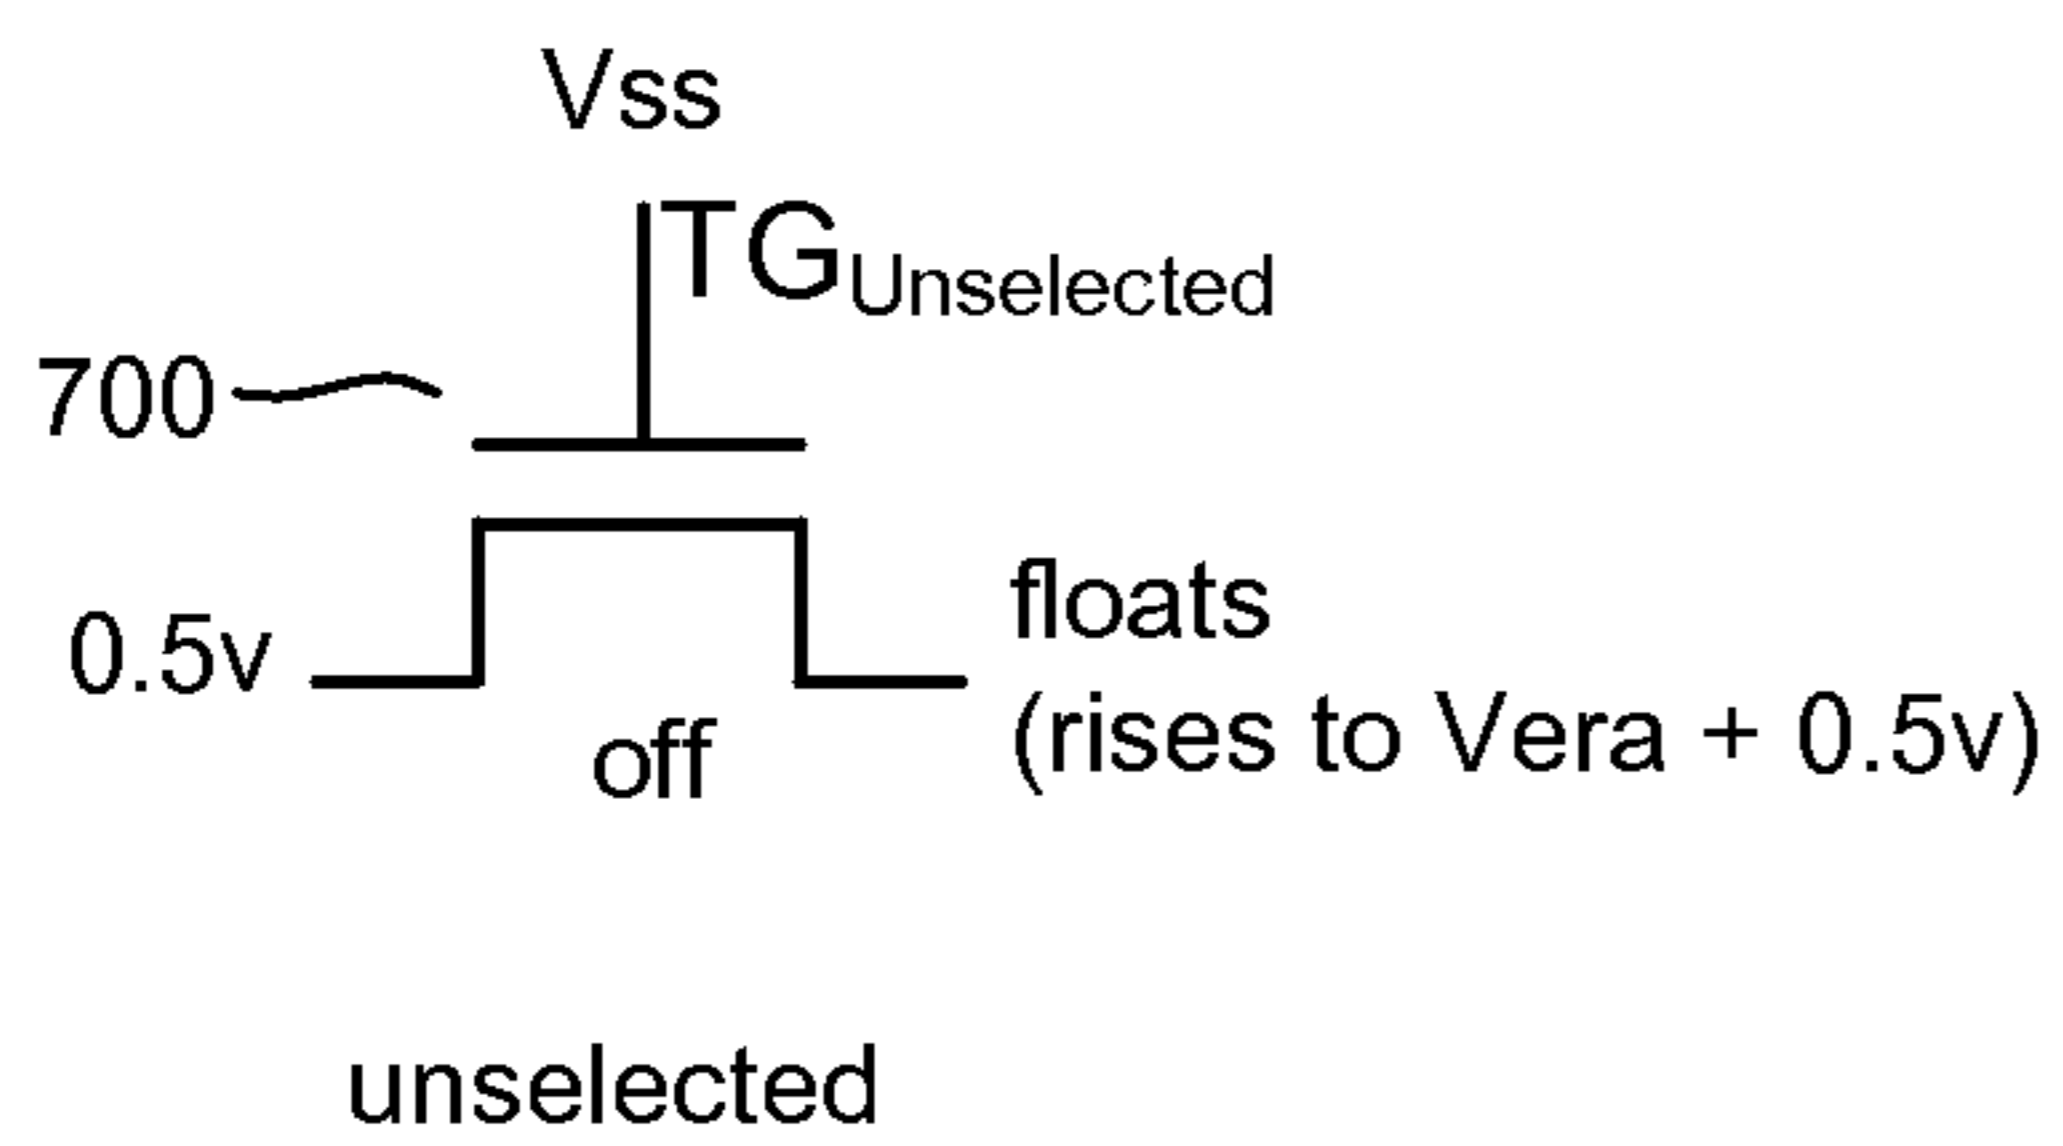 Vss
TGUnselected
700
0.5v
floats
(rises to Vera + 0.5v)
off
unselected